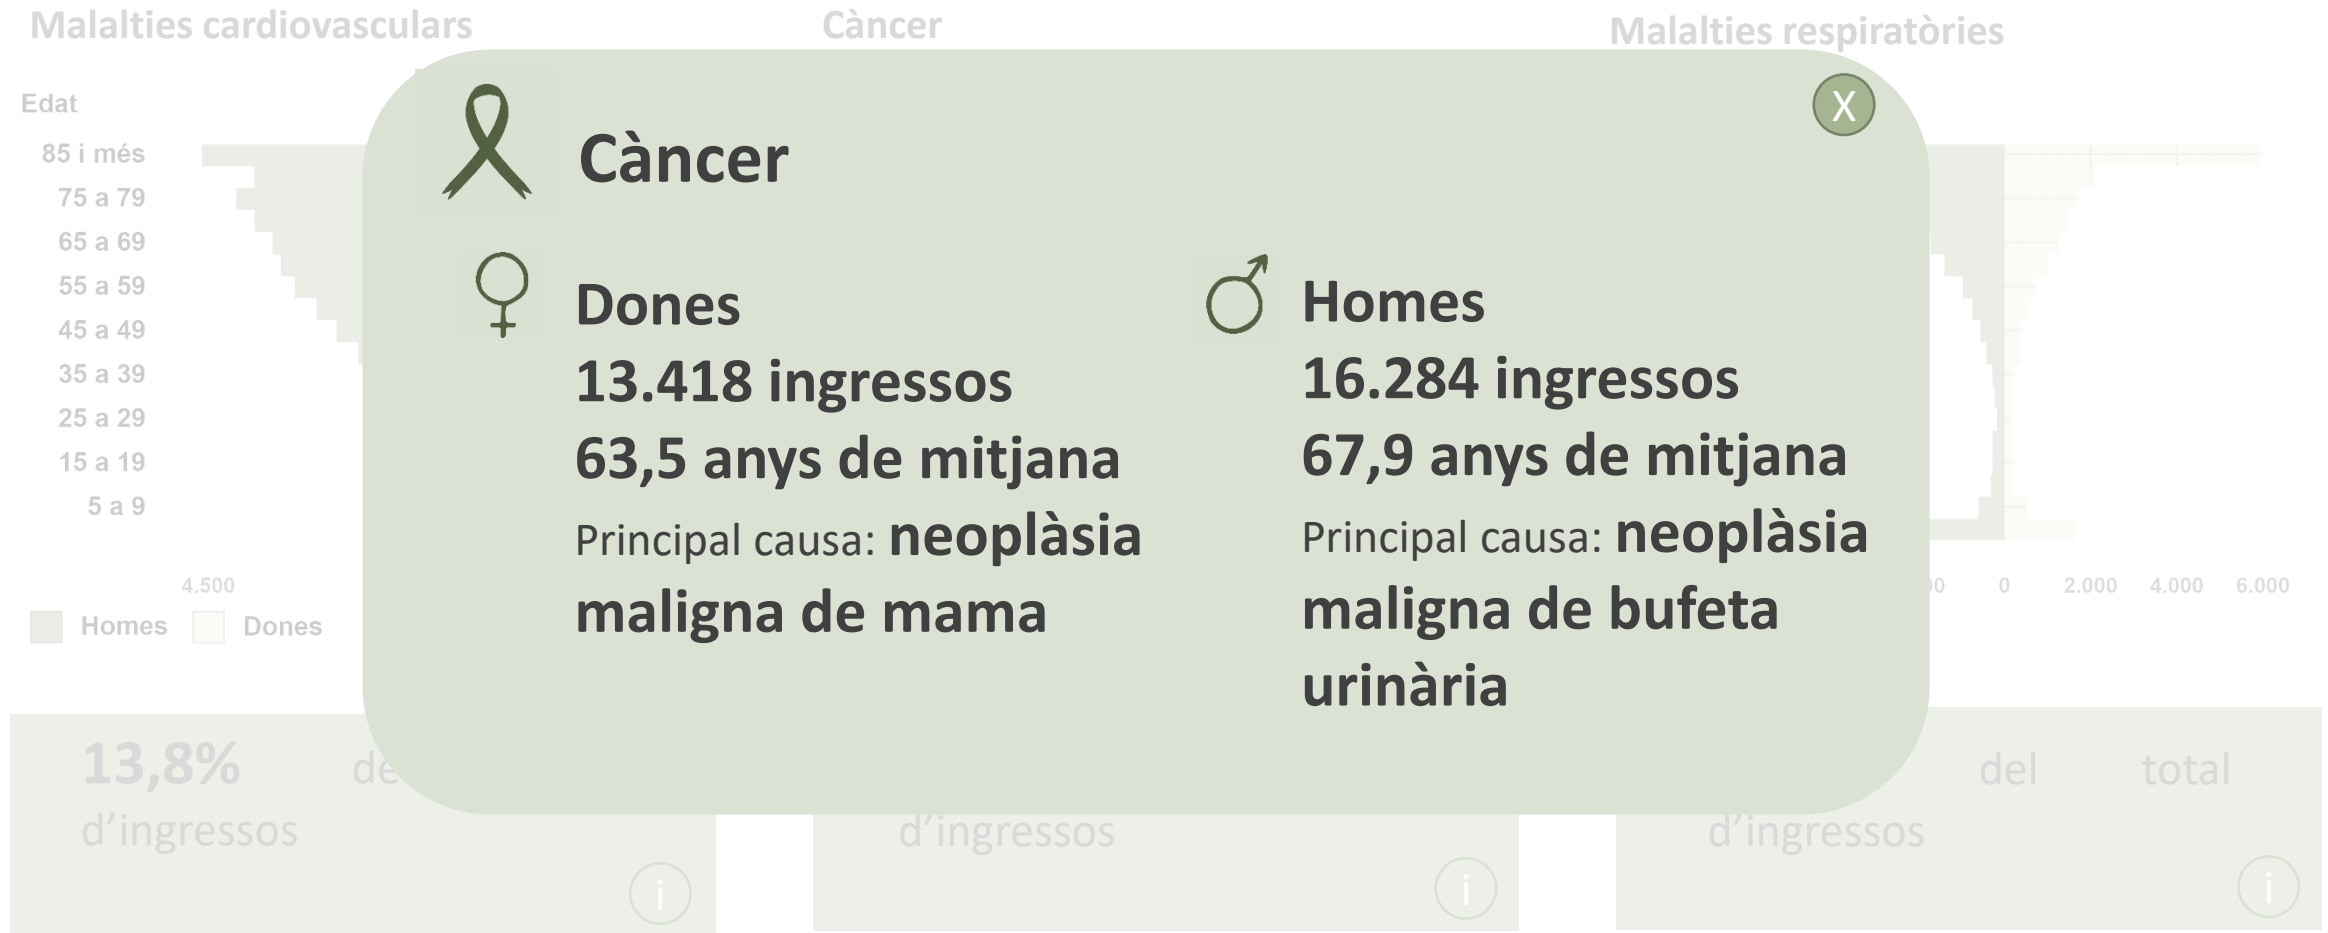 Malalties cardiovasculars
Càncer
Malalties respiratòries
Edat
85 i més
75 a 79
65 a 69
55 a 59
45 a 49
35 a 39
25 a 29
15 a 19
5 a 9
4.500
Homes
Dones
X
Càncer
Dones
13.418 ingressos
63,5 anys de mitjana
Principal causa: neoplàsia
maligna de mama
Homes
16.284 ingressos
67,9 anys de mitjana
Principal causa: neoplàsia
maligna de bufeta
urinària
0
2.000
4.000
6.000
13,8%
d'ingressos
i
d'ingressos
i
del total
d'ingressos
i